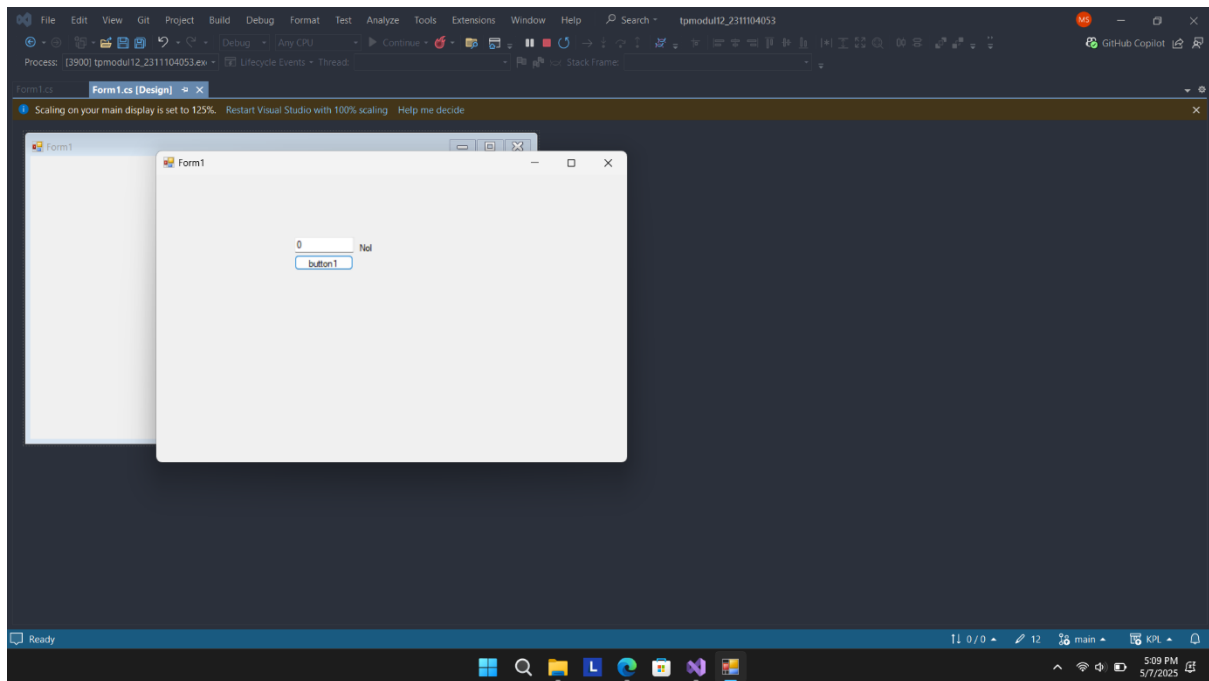 File Edit View Git Project Build Debug Format Test Analyze Tools Extensions Window Help Search tpmodul12_2311104053 MS
Debug Any CPU Continue GitHub Copilot
Process: [3900] tpmodul12_2311104053.exe Lifecycle Events Thread: Stack Frame:
Form1.cs Form1.cs [Design]
Scaling on your main display is set to 125%. Restart Visual Studio with 100% scaling Help me decide
Form1
Form1
0 Nol
button1
Ready 0 / 0 12 main KPL
L
5:09 PM
5/7/2025